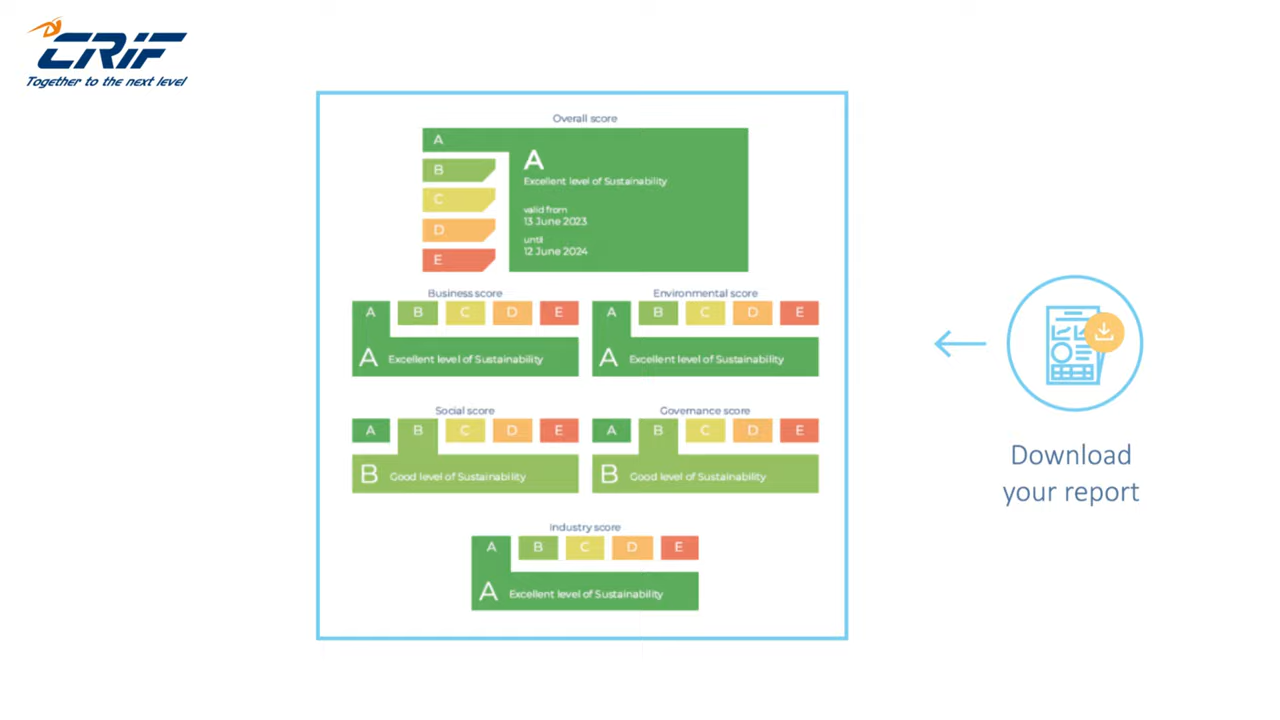 CRIF
Together to the next level
Overall score
A
B
C
D
E
A
Excellent level of Sustainability
valid from
13 June 2023
until
12 June 2024
Business score
A B C D E
A Excellent level of Sustainability
Environmental score
A B C D E
A Excellent level of Sustainability
Social score
A B C D E
B Good level of Sustainability
Governance score
A B C D E
B Good level of Sustainability
Industry score
A B C D E
A Excellent level of Sustainability
Download
your report